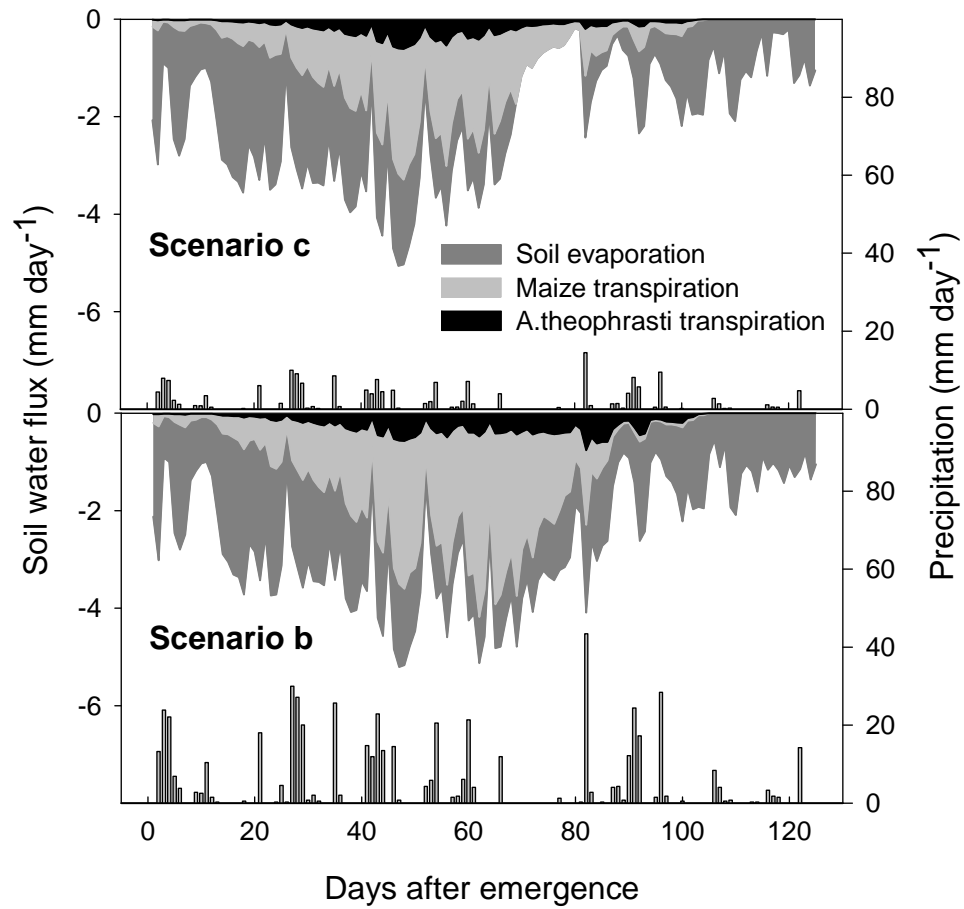 0
-2
-4
-6
Scenario c
Soil evaporation
Maize transpiration
A.theophrasti transpiration
80
60
40
20
0
0
-2
-4
-6
Scenario b
80
60
40
20
0
Soil water flux (mm day-1)
Precipitation (mm day-1)
0 20 40 60 80 100 120
Days after emergence